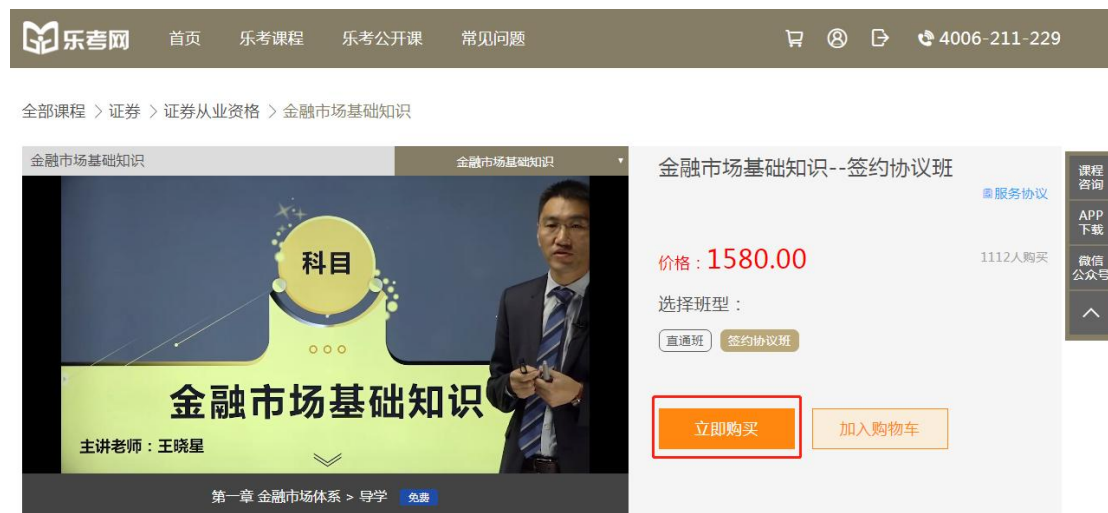 乐考网 首页 乐考课程 乐考公开课 常见问题 4006-211-229
全部课程 > 证券 > 证券从业资格 > 金融市场基础知识
金融市场基础知识 金融市场基础知识
科目
金融市场基础知识
主讲老师：王晓星
第一章 金融市场体系 > 导学 免费
金融市场基础知识--签约协议班
服务协议
价格：1580.00 1112人购买
选择班型：
直通班 签约协议班
立即购买 加入购物车
课程
咨询
APP
下载
微信
公众号